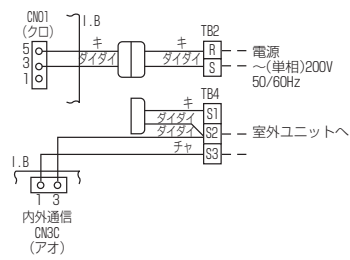 CN01
(クロ)
I.B
5
3
1
キ
ダイダイ
キ
ダイダイ
TB2
R
S
電源
～(単相)200V
50/60Hz
TB4
キ
ダイダイ
ダイダイ
チャ
S1
S2
S3
室外ユニットへ
I.B
1 3
内外通信
CN3C
(アオ)